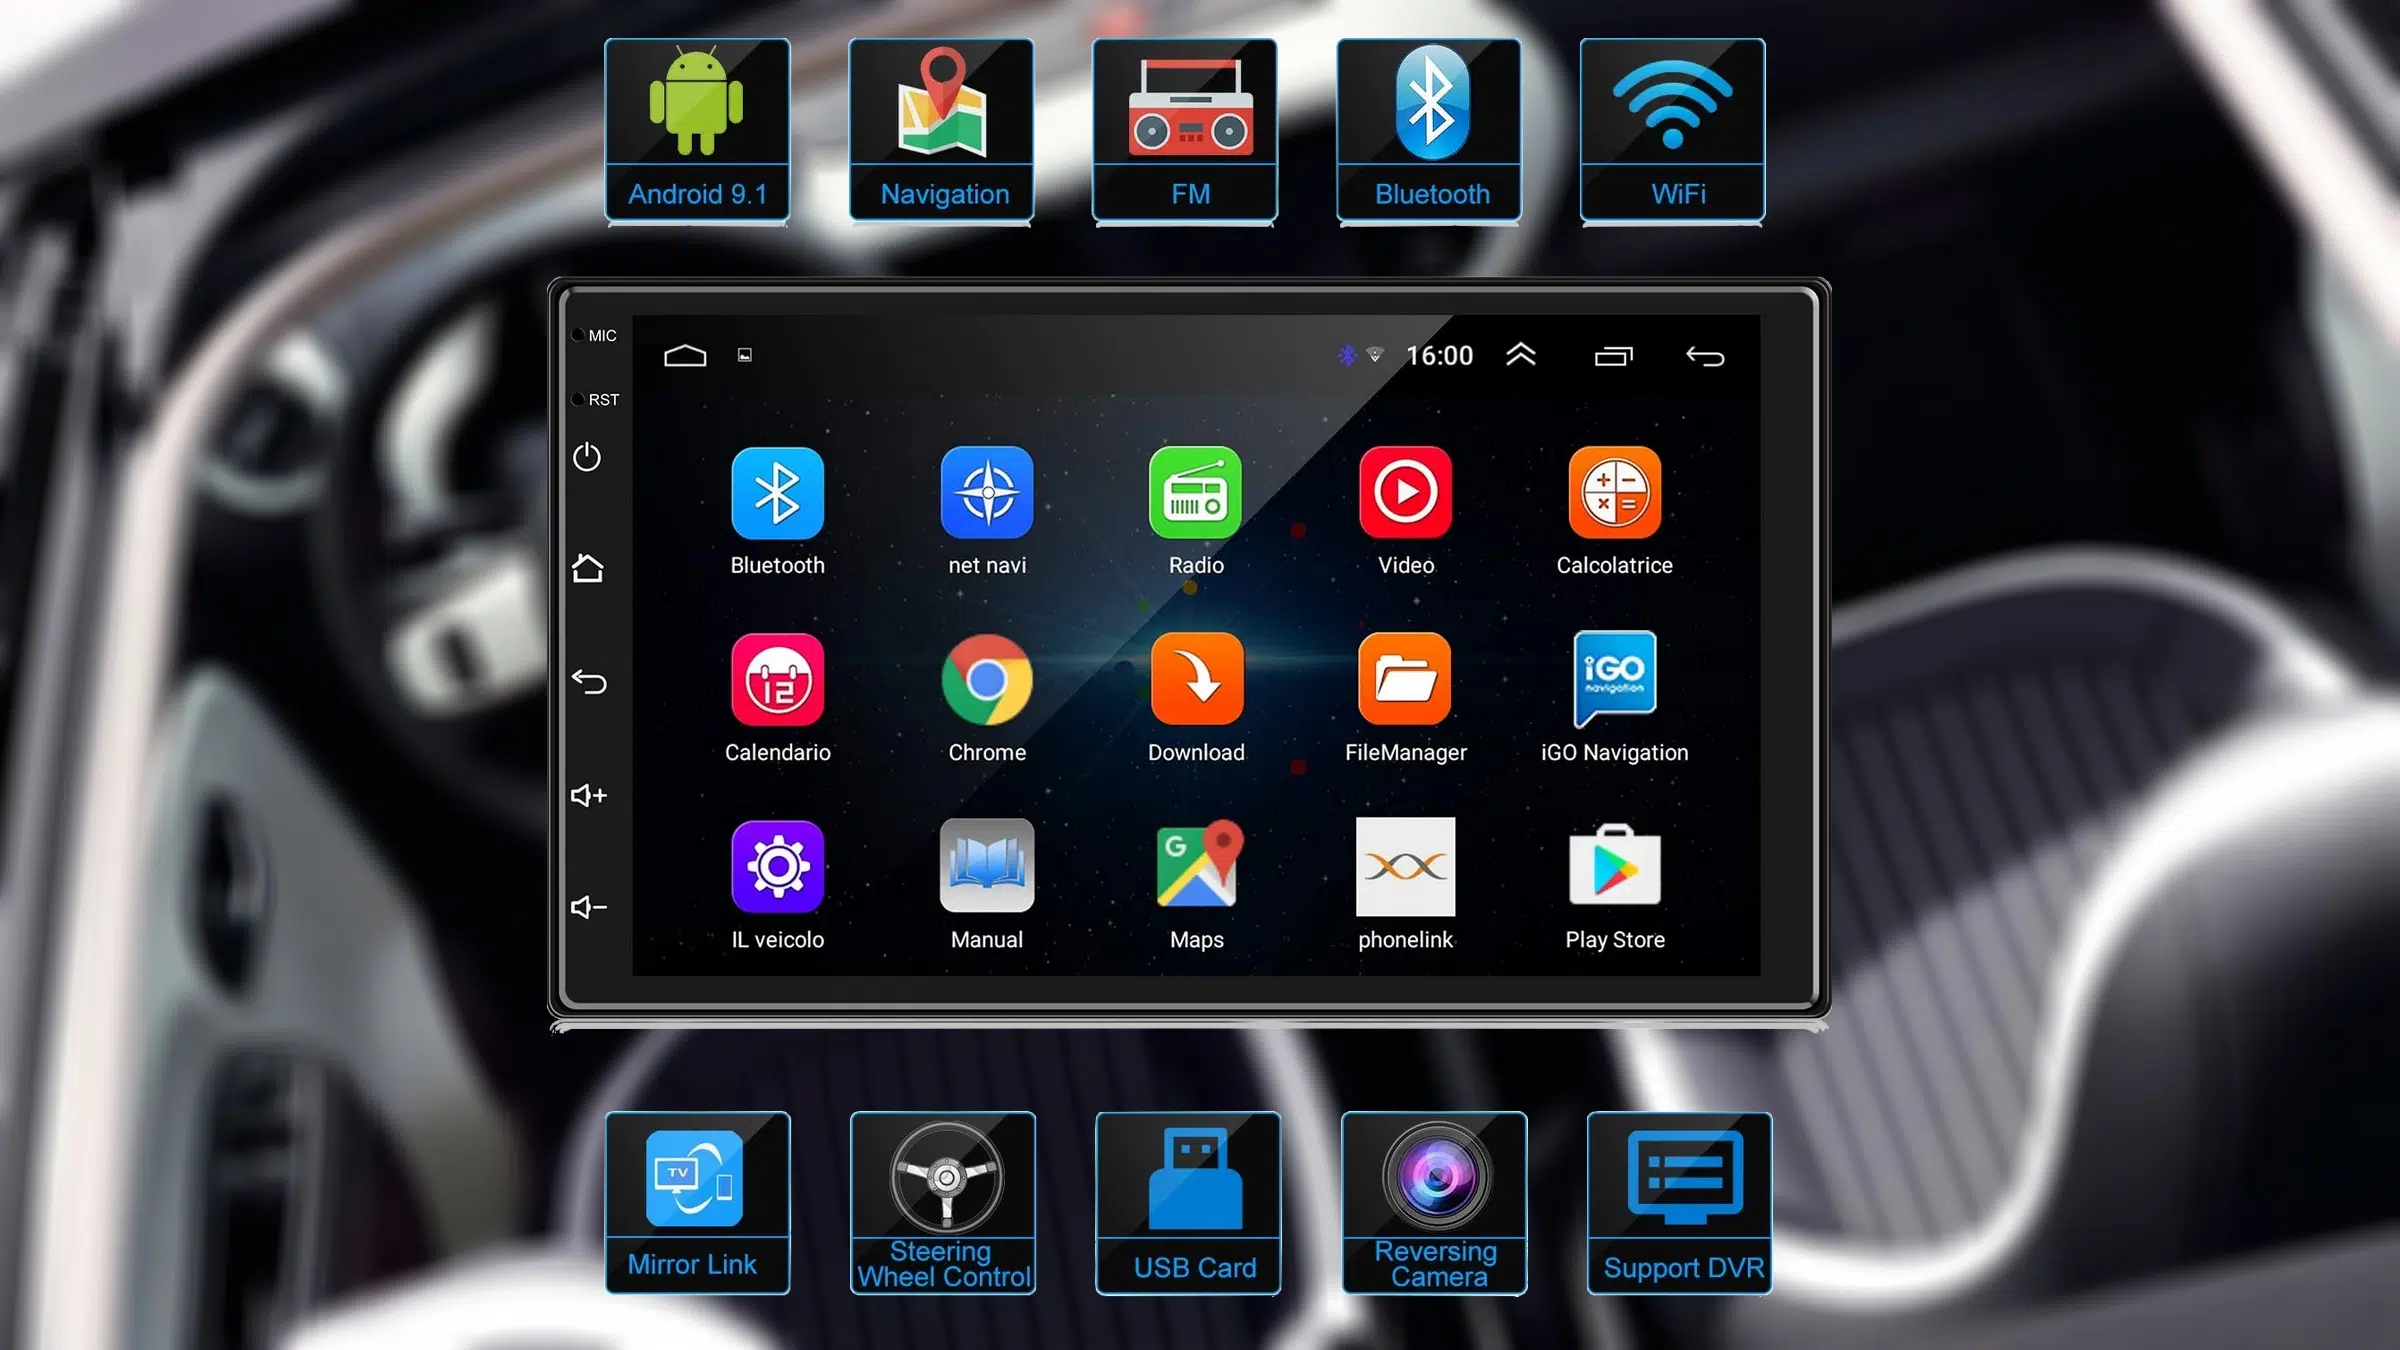 Android 9.1
Navigation
FM
Bluetooth
WiFi
MIC
16:00
RST
Bluetooth
net navi
Radio
Video
Calcolatrice
12
iGO
navigation
Calendario
Chrome
Download
FileManager
iGO Navigation
G
IL veicolo
Manual
Maps
phonelink
Play Store
TV
Mirror Link
Steering
Wheel Control
USB Card
Reversing
Camera
Support DVR